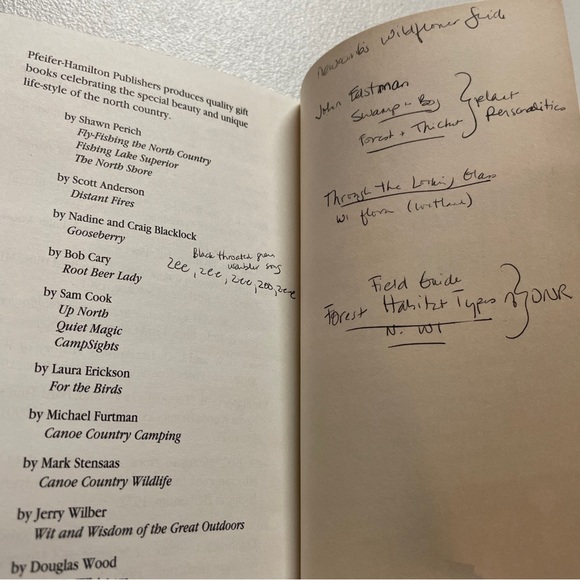 Pfeifer-Hamilton Publishers produces quality gift
books celebrating the special beauty and unique
life-style of the north country.
by Shawn Perich
Fly-Fishing the North Country
Fishing Lake Superior
The North Shore
by Scott Anderson
Distant Fires
by Nadine and Craig Blacklock
Gooseberry
by Bob Cary
Root Beer Lady
Black throated green
warbler song
zee, zee, zee, zoo, zee
by Sam Cook
Up North
Quiet Magic
CampSights
by Laura Erickson
For the Birds
by Michael Furtman
Canoe Country Camping
by Mark Stensaas
Canoe Country Wildlife
by Jerry Wilber
Wit and Wisdom of the Great Outdoors
by Douglas Wood
Newcomb's Wildflower Guide
John Eastman
Swamp + Bog
Forest + Thicket
plant
Personalities
Through the Looking Glass
WI flora (wetland)
Field Guide
Forest Habitat Types
N. WI
DNR